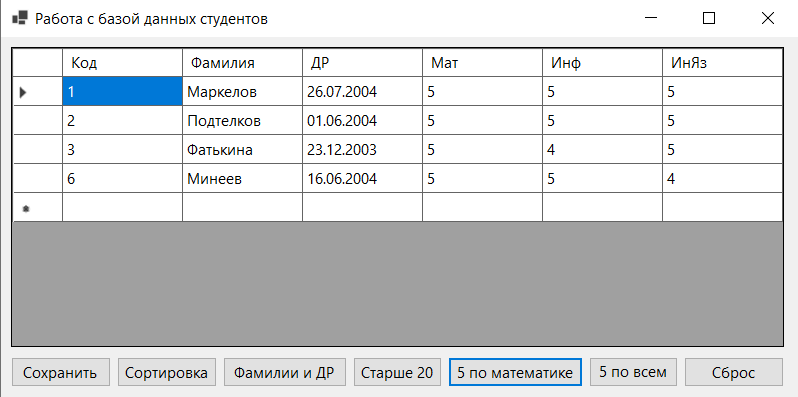 Работа с базой данных студентов
Код Фамилия ДР Мат Инф ИнЯз
1 Маркелов 26.07.2004 5 5 5
2 Подтелков 01.06.2004 5 5 5
3 Фатькина 23.12.2003 5 4 5
6 Минеев 16.06.2004 5 5 4
Сохранить Сортировка Фамилии и ДР Старше 20 5 по математике 5 по всем Сброс